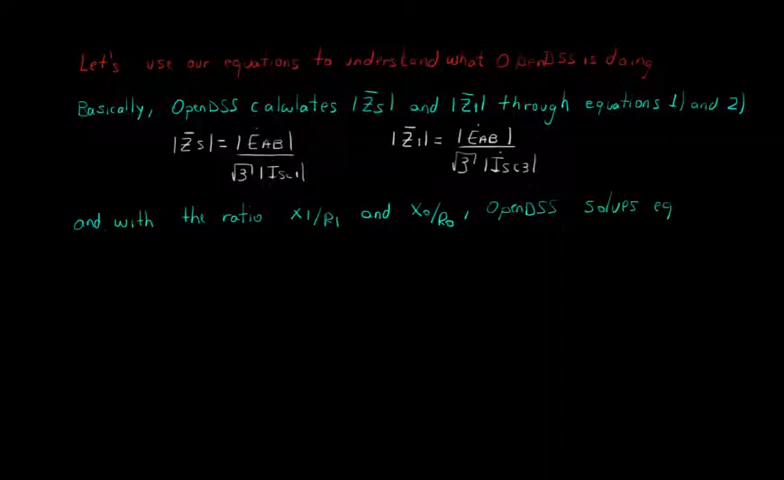 Let's use our equations to understand what OpenDSS is doing
Basically, OpenDSS calculates |Z̄s| and |Z̄1| through equations 1) and 2)
|Z̄s| = |ĖAB| / √3 |İsc1| |Z̄1| = |ĖAB| / √3 |İsc3|
and with the ratio X1/R1 and X0/R0, OpenDSS solves eq